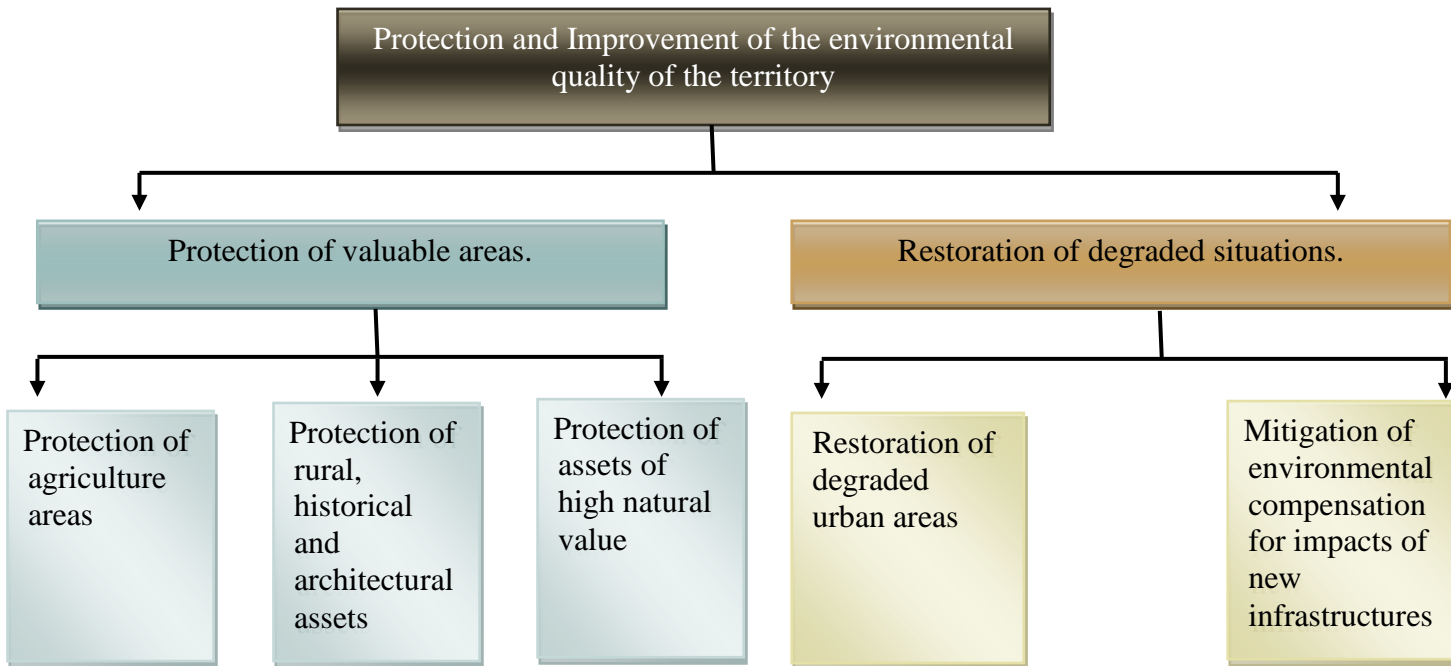 Protection and Improvement of the environmental
quality of the territory
Protection of valuable areas.
Restoration of degraded situations.
Protection of
agriculture
areas
Protection of
rural,
historical
and
architectural
assets
Protection of
assets of
high natural
value
Restoration of
degraded
urban areas
Mitigation of
environmental
compensation
for impacts of
new
infrastructures